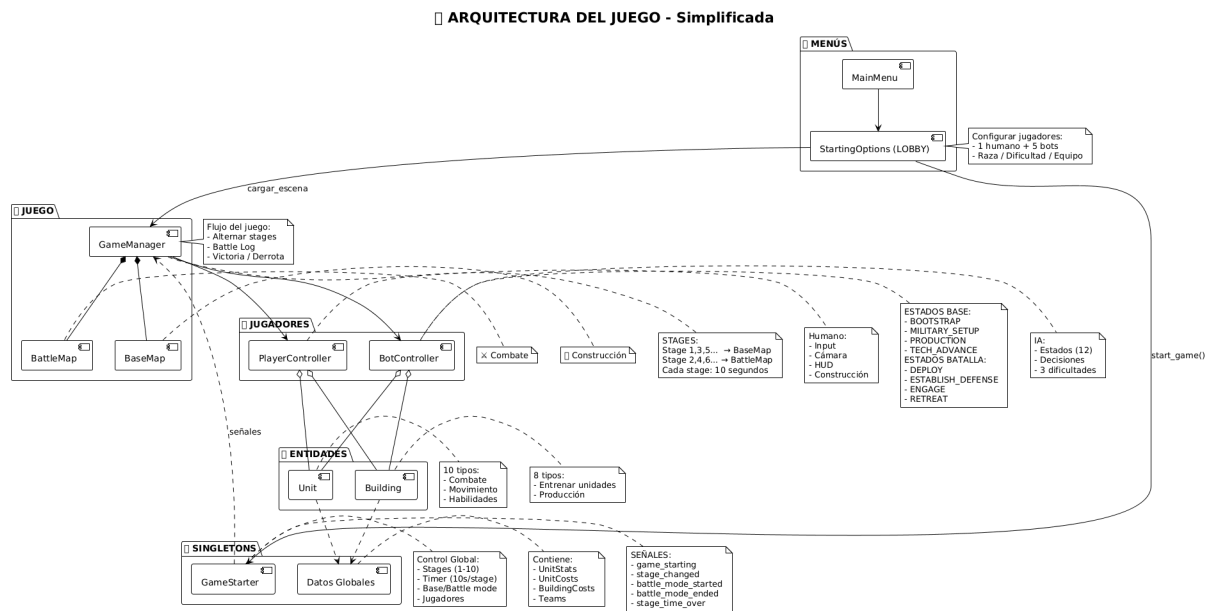 ARQUITECTURA DEL JUEGO - Simplificada
MENÚS
MainMenu
StartingOptions (LOBBY)
Configurar jugadores:
- 1 humano + 5 bots
- Raza / Dificultad / Equipo
cargar_escena
JUEGO
GameManager
Flujo del juego:
- Alternar stages
- Battle Log
- Victoria / Derrota
BattleMap
BaseMap
JUGADORES
PlayerController
BotController
⚔ Combate
Construcción
STAGES:
Stage 1,3,5... → BaseMap
Stage 2,4,6... → BattleMap
Cada stage: 10 segundos
Humano:
- Input
- Cámara
- HUD
- Construcción
ESTADOS BASE:
- BOOTSTRAP
- MILITARY_SETUP
- PRODUCTION
- TECH_ADVANCE
ESTADOS BATALLA:
- DEPLOY
- ESTABLISH_DEFENSE
- ENGAGE
- RETREAT
IA:
- Estados (12)
- Decisiones
- 3 dificultades
start_game()
señales
ENTIDADES
Unit
Building
10 tipos:
- Combate
- Movimiento
- Habilidades
8 tipos:
- Entrenar unidades
- Producción
SINGLETONS
GameStarter
Datos Globales
Control Global:
- Stages (1-10)
- Timer (10s/stage)
- Base/Battle mode
- Jugadores
Contiene:
- UnitStats
- UnitCosts
- BuildingCosts
- Teams
SEÑALES:
- game_starting
- stage_changed
- battle_mode_started
- battle_mode_ended
- stage_time_over